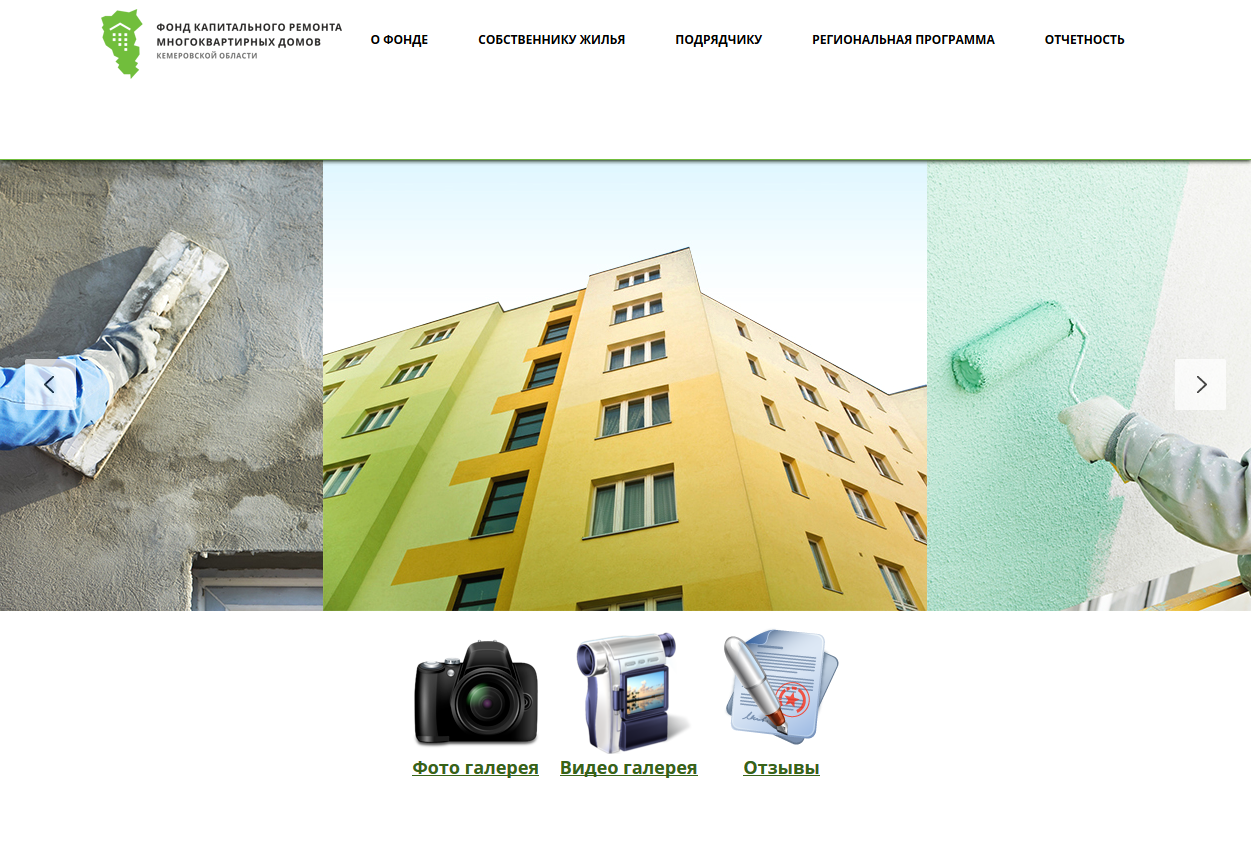 ФОНД КАПИТАЛЬНОГО РЕМОНТА
МНОГОКВАРТИРНЫХ ДОМОВ
КЕМЕРОВСКОЙ ОБЛАСТИ
О ФОНДЕ
СОБСТВЕННИКУ ЖИЛЬЯ
ПОДРЯДЧИКУ
РЕГИОНАЛЬНАЯ ПРОГРАММА
ОТЧЕТНОСТЬ
Фото галерея
Видео галерея
Отзывы